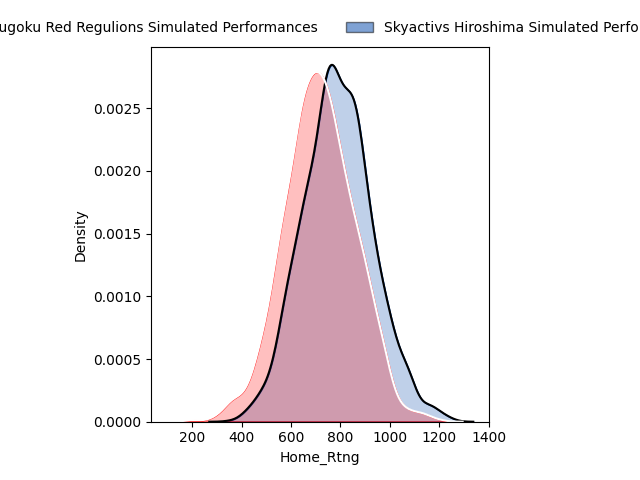 ugoku Red Regulions Simulated Performances Skyactivs Hiroshima Simulated Perfo
0.0025
0.0020
0.0015
0.0010
0.0005
0.0000
Density
200 400 600 800 1000 1200 1400
Home_Rtng